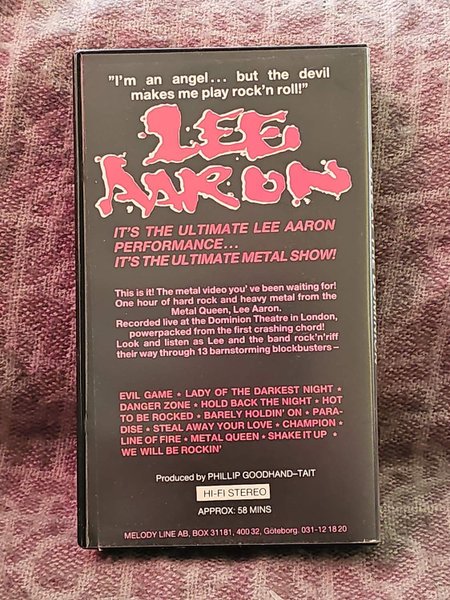 "I'm an angel... but the devil
makes me play rock'n roll!"
LEE
AARON
IT'S THE ULTIMATE LEE AARON
PERFORMANCE...
IT'S THE ULTIMATE METAL SHOW!
This is it! The metal video you've been waiting for!
One hour of hard rock and heavy metal from the
Metal Queen, Lee Aaron.
Recorded live at the Dominion Theatre in London,
powerpacked from the first crashing chord!
Look and listen as Lee and the band rock'n'riff
their way through 13 barnstorming blockbusters –
EVIL GAME ★ LADY OF THE DARKEST NIGHT ★
DANGER ZONE ★ HOLD BACK THE NIGHT ★ HOT
TO BE ROCKED ★ BARELY HOLDIN' ON ★ PARA-
DISE ★ STEAL AWAY YOUR LOVE ★ CHAMPION ★
LINE OF FIRE ★ METAL QUEEN ★ SHAKE IT UP ★
WE WILL BE ROCKIN'
Produced by PHILLIP GOODHAND–TAIT
HI-FI STEREO
APPROX: 58 MINS
MELODY LINE AB, BOX 31181, 400 32, Göteborg. 031-12 18 20